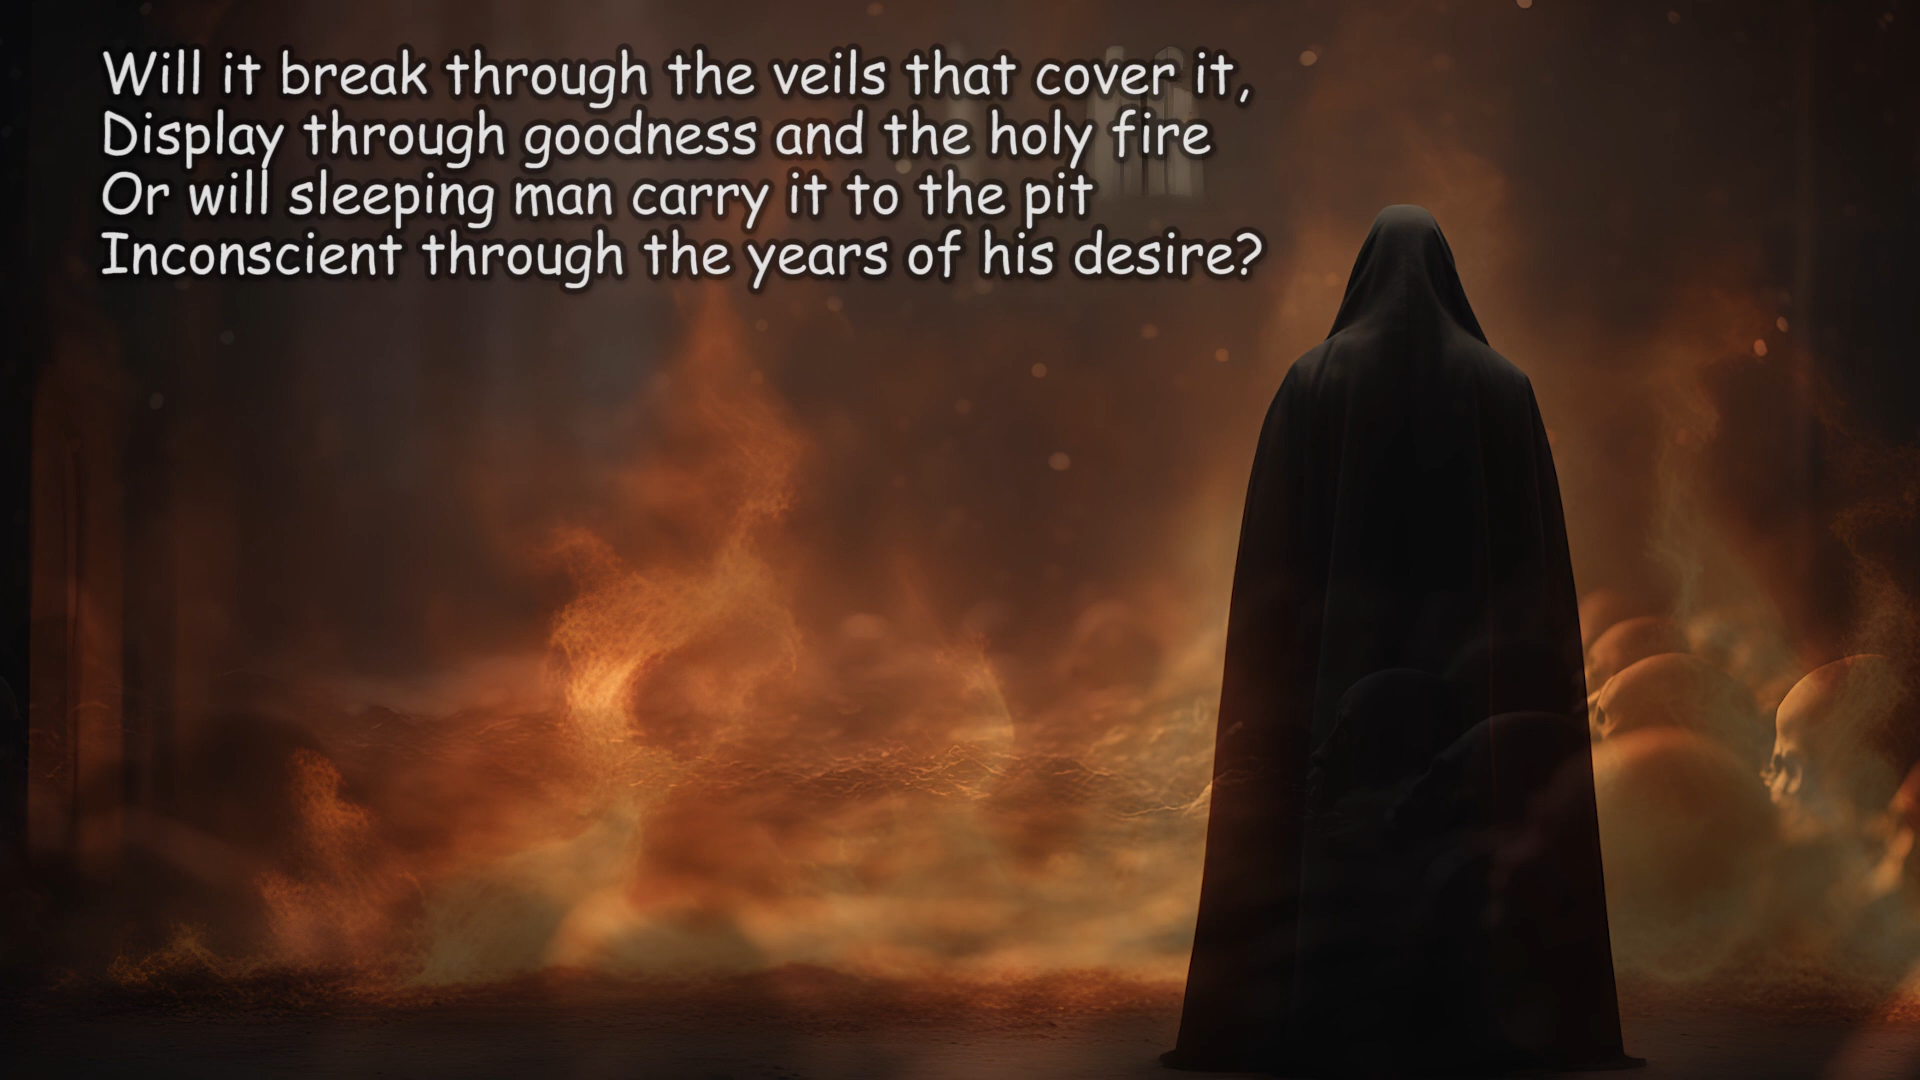 Will it break through the veils that cover it,
Display through goodness and the holy fire
Or will sleeping man carry it to the pit
Inconscient through the years of his desire?